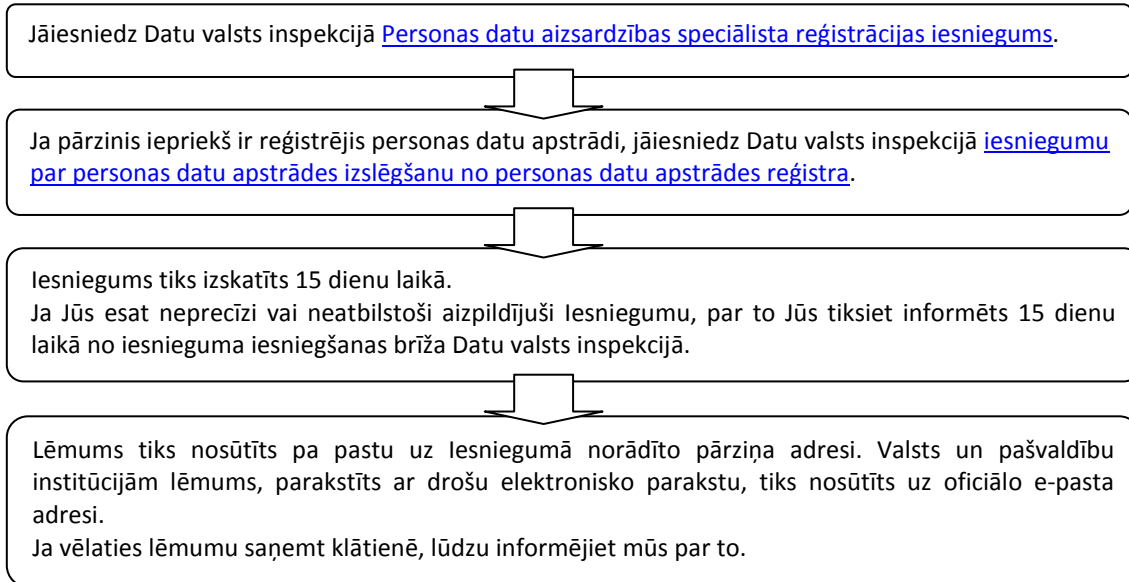 Jāiesniedz Datu valsts inspekcijā Personas datu aizsardzības speciālista reģistrācijas iesniegums.
Ja pārzinis iepriekš ir reģistrējis personas datu apstrādi, jāiesniedz Datu valsts inspekcijā iesniegumu
par personas datu apstrādes izslēgšanu no personas datu apstrādes reģistra.
Iesniegums tiks izskatīts 15 dienu laikā.
Ja Jūs esat neprecīzi vai neatbilstoši aizpildījuši Iesniegumu, par to Jūs tiksiet informēts 15 dienu
laikā no iesnieguma iesniegšanas brīža Datu valsts inspekcijā.
Lēmums tiks nosūtīts pa pastu uz Iesniegumā norādīto pārziņa adresi. Valsts un pašvaldību
institūcijām lēmums, parakstīts ar drošu elektronisko parakstu, tiks nosūtīts uz oficiālo e-pasta
adresi.
Ja vēlaties lēmumu saņemt klātienē, lūdzu informējiet mūs par to.